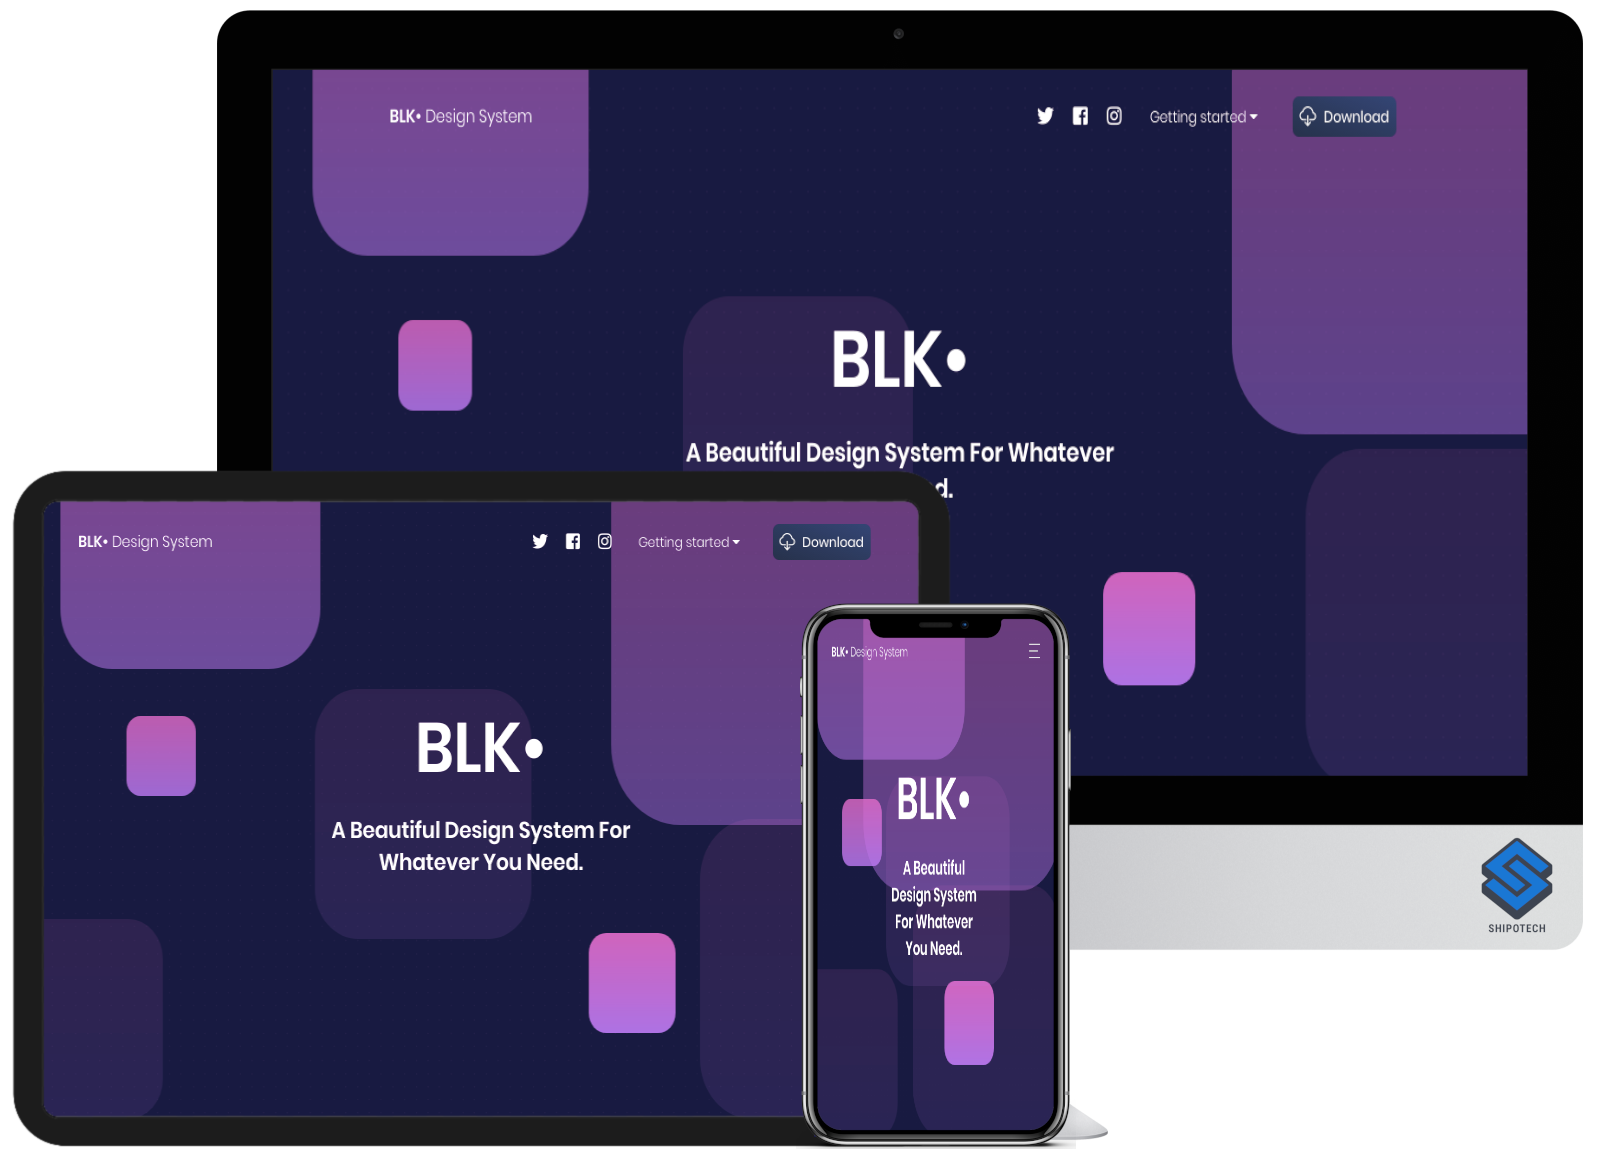 BLK• Design System
Getting started
Download
BLK•
A Beautiful Design System For Whatever
d.
BLK• Design System
Getting started
Download
BLK•
A Beautiful Design System For
Whatever You Need.
BLK• Design System
BLK•
A Beautiful
Design System
For Whatever
You Need.
SHIPOTECH